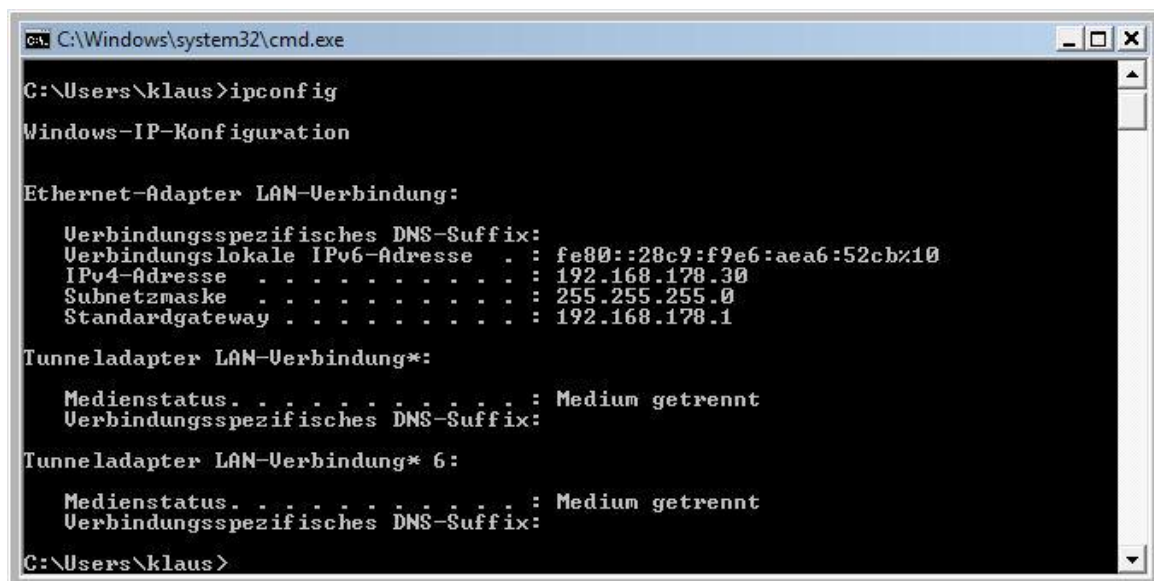 C:\Windows\system32\cmd.exe
C:\Users\klaus>ipconfig
Windows-IP-Konfiguration
Ethernet-Adapter LAN-Verbindung:
Verbindungsspezifisches DNS-Suffix:
Verbindungslokale IPv6-Adresse  . : fe80::28c9:f9e6:aea6:52cb%10
IPv4-Adresse  . . . . . . . . . . : 192.168.178.30
Subnetzmaske  . . . . . . . . . . : 255.255.255.0
Standardgateway . . . . . . . . . : 192.168.178.1
Tunneladapter LAN-Verbindung*:
Medienstatus. . . . . . . . . . . : Medium getrennt
Verbindungsspezifisches DNS-Suffix:
Tunneladapter LAN-Verbindung* 6:
Medienstatus. . . . . . . . . . . : Medium getrennt
Verbindungsspezifisches DNS-Suffix:
C:\Users\klaus>